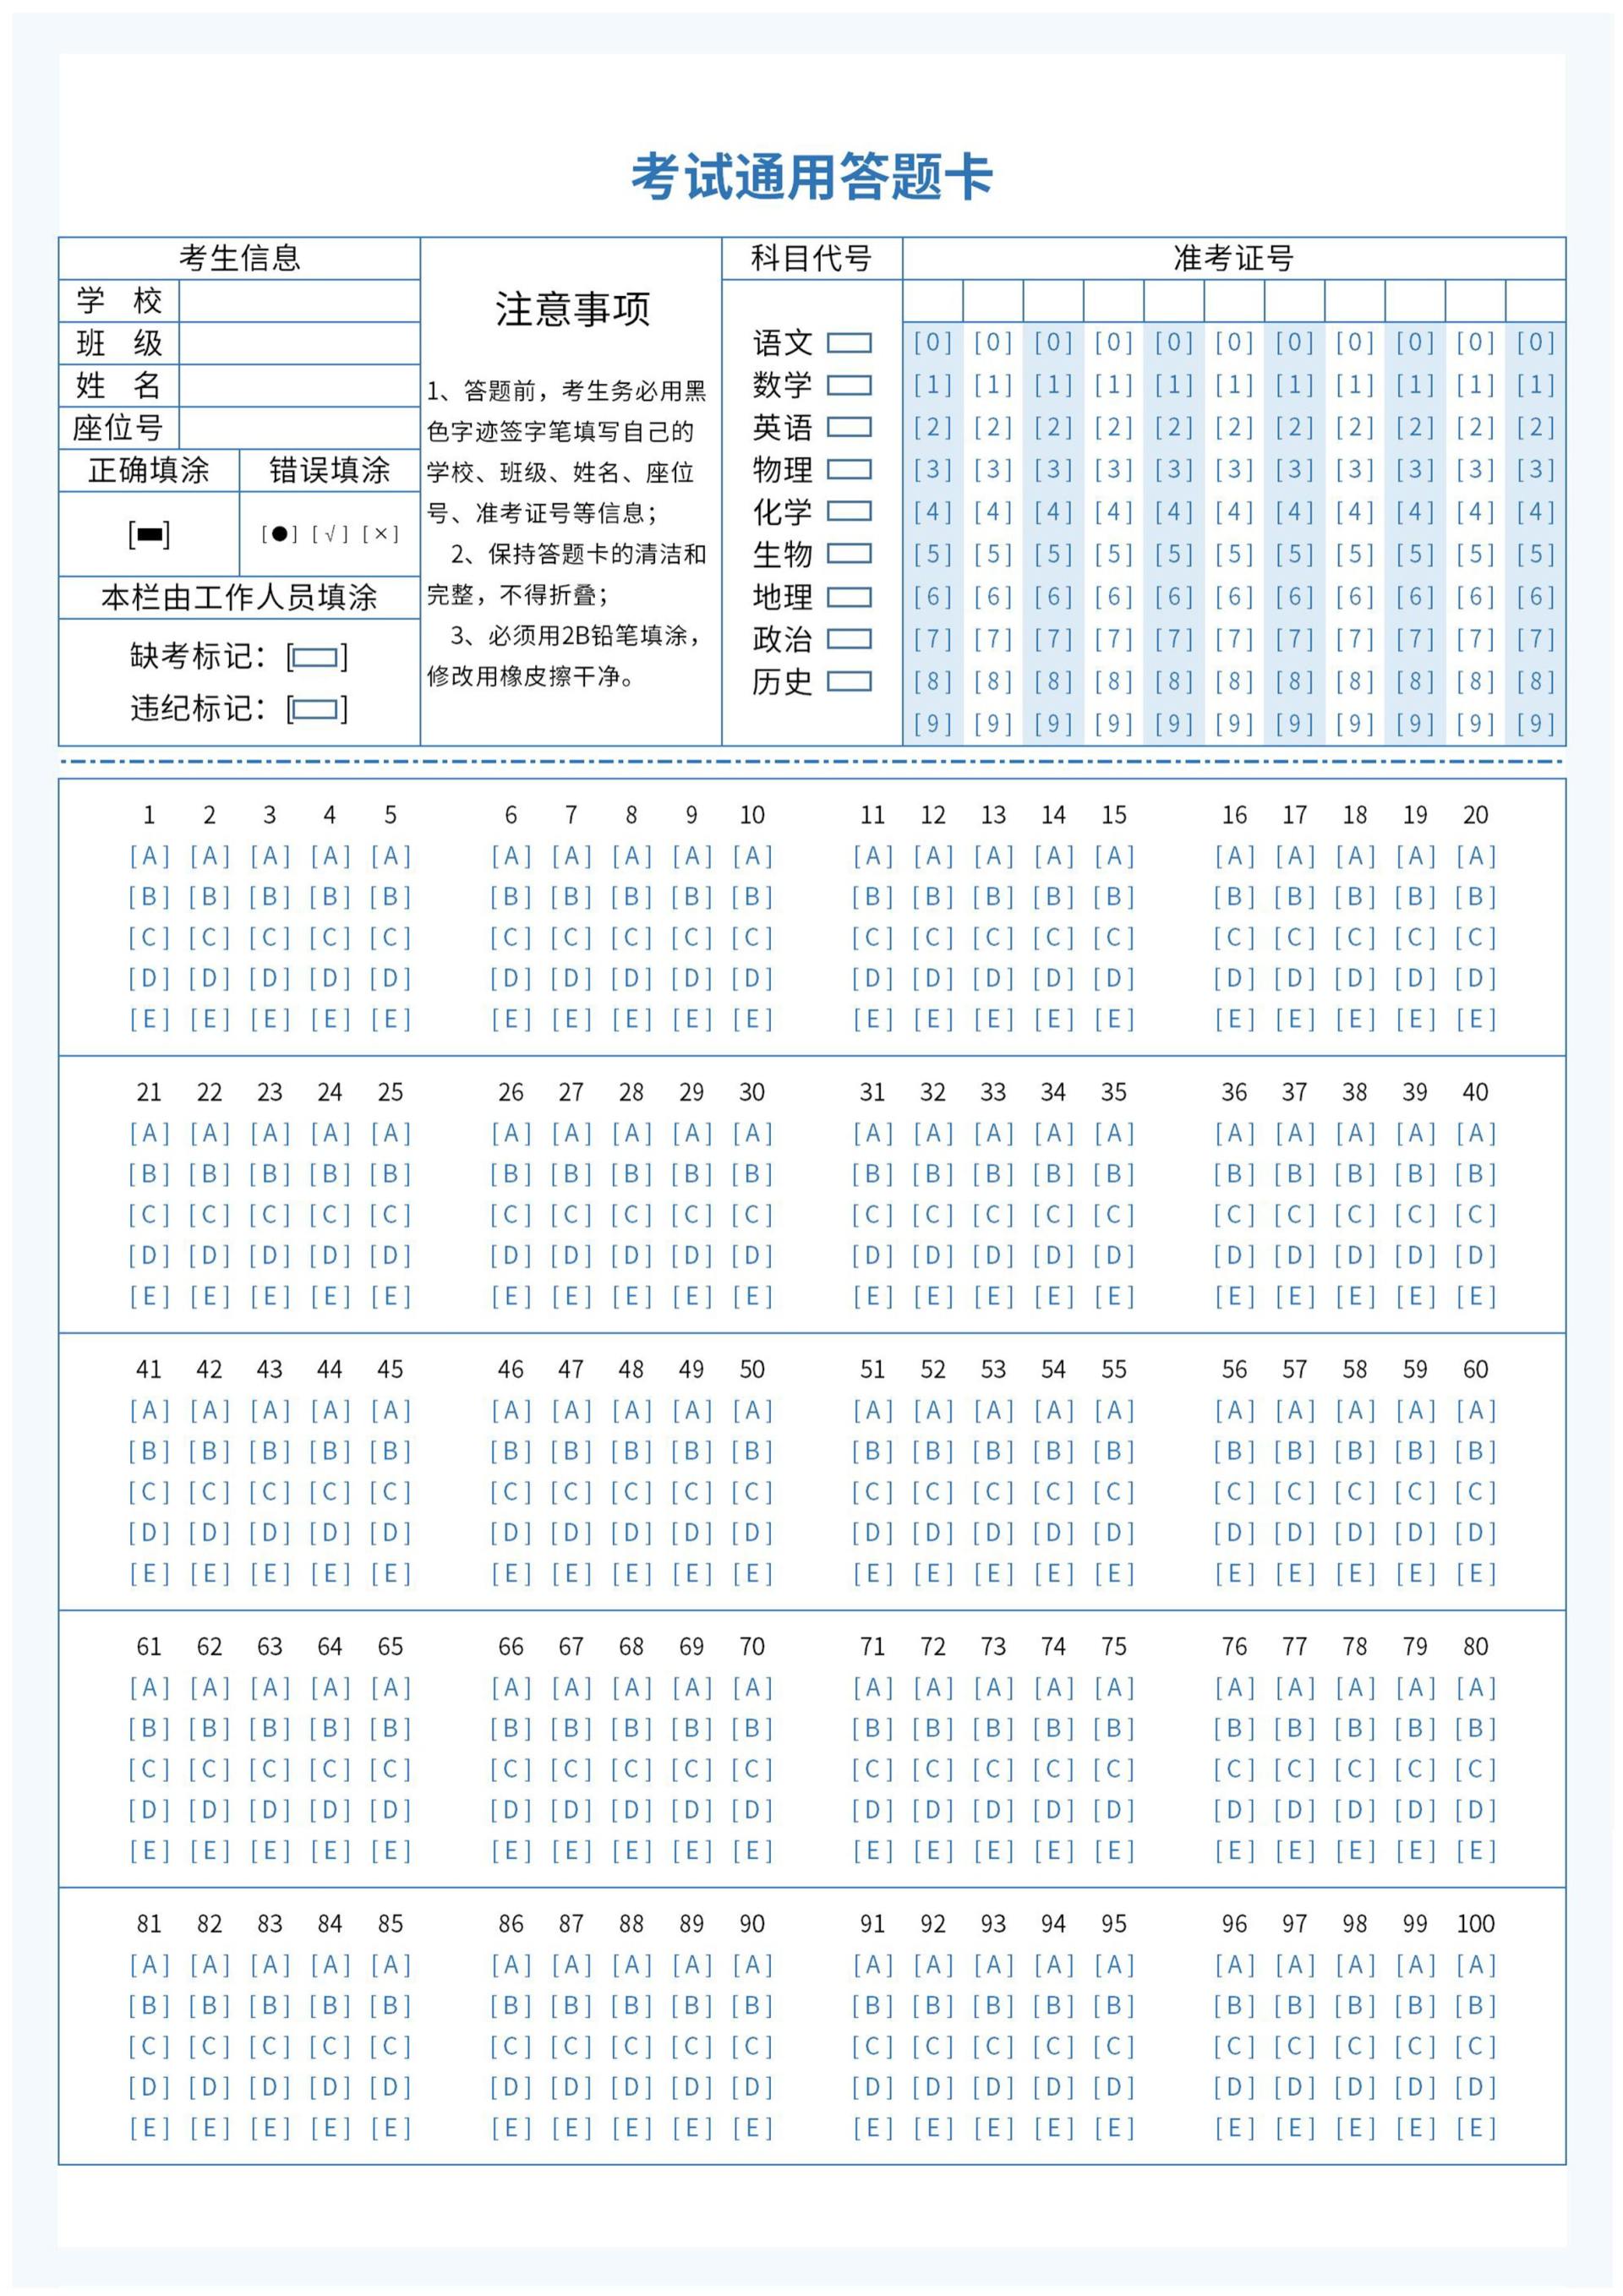 考试通用答题卡
考生信息
学 校
班 级
姓 名
座位号
正确填涂 错误填涂
[▬] [●] [√] [×]
本栏由工作人员填涂
缺考标记：[ ]
违纪标记：[ ]
注意事项
1、答题前，考生务必用黑
色字迹签字笔填写自己的
学校、班级、姓名、座位
号、准考证号等信息；
2、保持答题卡的清洁和
完整，不得折叠；
3、必须用2B铅笔填涂，
修改用橡皮擦干净。
科目代号
语文
数学
英语
物理
化学
生物
地理
政治
历史
准考证号
[0] [0] [0] [0] [0] [0] [0] [0] [0] [0] [0]
[1] [1] [1] [1] [1] [1] [1] [1] [1] [1] [1]
[2] [2] [2] [2] [2] [2] [2] [2] [2] [2] [2]
[3] [3] [3] [3] [3] [3] [3] [3] [3] [3] [3]
[4] [4] [4] [4] [4] [4] [4] [4] [4] [4] [4]
[5] [5] [5] [5] [5] [5] [5] [5] [5] [5] [5]
[6] [6] [6] [6] [6] [6] [6] [6] [6] [6] [6]
[7] [7] [7] [7] [7] [7] [7] [7] [7] [7] [7]
[8] [8] [8] [8] [8] [8] [8] [8] [8] [8] [8]
[9] [9] [9] [9] [9] [9] [9] [9] [9] [9] [9]
1 2 3 4 5 6 7 8 9 10 11 12 13 14 15 16 17 18 19 20
[A] [A] [A] [A] [A] [A] [A] [A] [A] [A] [A] [A] [A] [A] [A] [A] [A] [A] [A] [A]
[B] [B] [B] [B] [B] [B] [B] [B] [B] [B] [B] [B] [B] [B] [B] [B] [B] [B] [B] [B]
[C] [C] [C] [C] [C] [C] [C] [C] [C] [C] [C] [C] [C] [C] [C] [C] [C] [C] [C] [C]
[D] [D] [D] [D] [D] [D] [D] [D] [D] [D] [D] [D] [D] [D] [D] [D] [D] [D] [D] [D]
[E] [E] [E] [E] [E] [E] [E] [E] [E] [E] [E] [E] [E] [E] [E] [E] [E] [E] [E] [E]
21 22 23 24 25 26 27 28 29 30 31 32 33 34 35 36 37 38 39 40
[A] [A] [A] [A] [A] [A] [A] [A] [A] [A] [A] [A] [A] [A] [A] [A] [A] [A] [A] [A]
[B] [B] [B] [B] [B] [B] [B] [B] [B] [B] [B] [B] [B] [B] [B] [B] [B] [B] [B] [B]
[C] [C] [C] [C] [C] [C] [C] [C] [C] [C] [C] [C] [C] [C] [C] [C] [C] [C] [C] [C]
[D] [D] [D] [D] [D] [D] [D] [D] [D] [D] [D] [D] [D] [D] [D] [D] [D] [D] [D] [D]
[E] [E] [E] [E] [E] [E] [E] [E] [E] [E] [E] [E] [E] [E] [E] [E] [E] [E] [E] [E]
41 42 43 44 45 46 47 48 49 50 51 52 53 54 55 56 57 58 59 60
[A] [A] [A] [A] [A] [A] [A] [A] [A] [A] [A] [A] [A] [A] [A] [A] [A] [A] [A] [A]
[B] [B] [B] [B] [B] [B] [B] [B] [B] [B] [B] [B] [B] [B] [B] [B] [B] [B] [B] [B]
[C] [C] [C] [C] [C] [C] [C] [C] [C] [C] [C] [C] [C] [C] [C] [C] [C] [C] [C] [C]
[D] [D] [D] [D] [D] [D] [D] [D] [D] [D] [D] [D] [D] [D] [D] [D] [D] [D] [D] [D]
[E] [E] [E] [E] [E] [E] [E] [E] [E] [E] [E] [E] [E] [E] [E] [E] [E] [E] [E] [E]
61 62 63 64 65 66 67 68 69 70 71 72 73 74 75 76 77 78 79 80
[A] [A] [A] [A] [A] [A] [A] [A] [A] [A] [A] [A] [A] [A] [A] [A] [A] [A] [A] [A]
[B] [B] [B] [B] [B] [B] [B] [B] [B] [B] [B] [B] [B] [B] [B] [B] [B] [B] [B] [B]
[C] [C] [C] [C] [C] [C] [C] [C] [C] [C] [C] [C] [C] [C] [C] [C] [C] [C] [C] [C]
[D] [D] [D] [D] [D] [D] [D] [D] [D] [D] [D] [D] [D] [D] [D] [D] [D] [D] [D] [D]
[E] [E] [E] [E] [E] [E] [E] [E] [E] [E] [E] [E] [E] [E] [E] [E] [E] [E] [E] [E]
81 82 83 84 85 86 87 88 89 90 91 92 93 94 95 96 97 98 99 100
[A] [A] [A] [A] [A] [A] [A] [A] [A] [A] [A] [A] [A] [A] [A] [A] [A] [A] [A] [A]
[B] [B] [B] [B] [B] [B] [B] [B] [B] [B] [B] [B] [B] [B] [B] [B] [B] [B] [B] [B]
[C] [C] [C] [C] [C] [C] [C] [C] [C] [C] [C] [C] [C] [C] [C] [C] [C] [C] [C] [C]
[D] [D] [D] [D] [D] [D] [D] [D] [D] [D] [D] [D] [D] [D] [D] [D] [D] [D] [D] [D]
[E] [E] [E] [E] [E] [E] [E] [E] [E] [E] [E] [E] [E] [E] [E] [E] [E] [E] [E] [E]